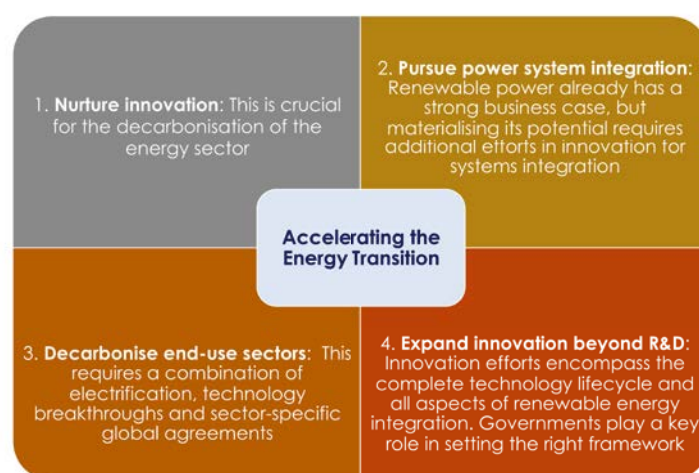 1. Nurture innovation: This is crucial
for the decarbonisation of the
energy sector
2. Pursue power system integration:
Renewable power already has a
strong business case, but
materialising its potential requires
additional efforts in innovation for
systems integration
Accelerating the
Energy Transition
3. Decarbonise end-use sectors: This
requires a combination of
electrification, technology
breakthroughs and sector-specific
global agreements
4. Expand innovation beyond R&D:
Innovation efforts encompass the
complete technology lifecycle and
all aspects of renewable energy
integration. Governments play a key
role in setting the right framework